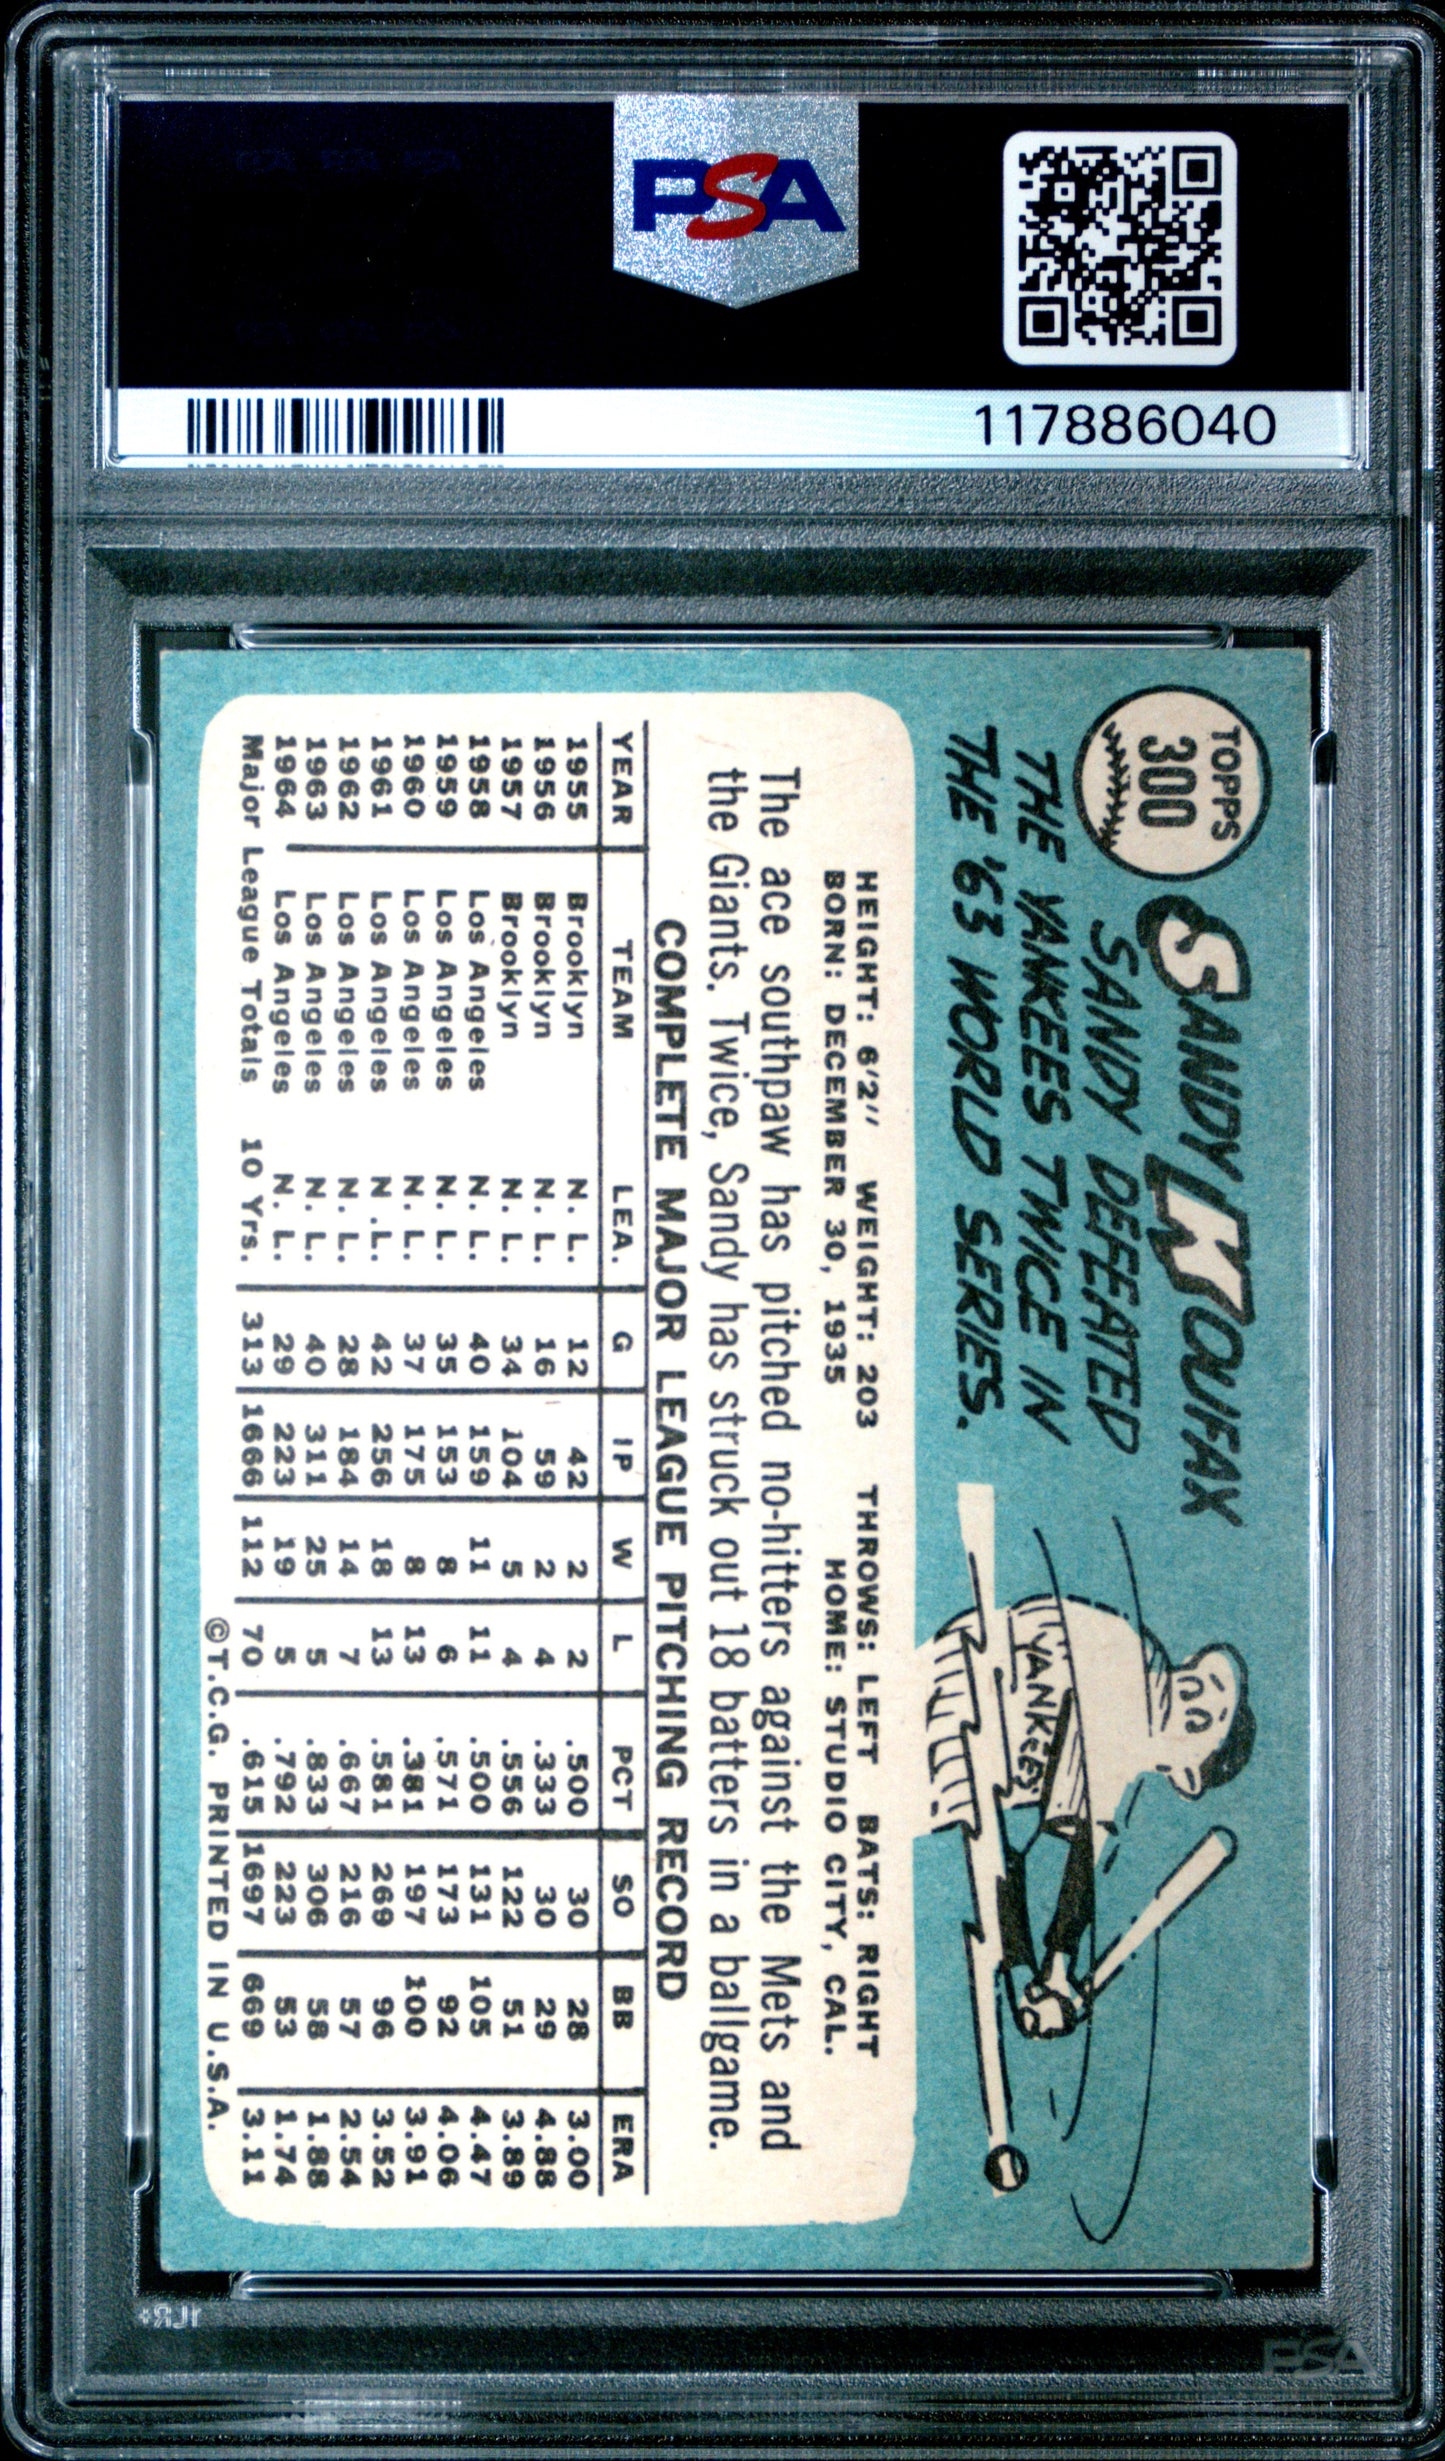 PSA
117886040
TOPPS
300
SANDY KOUFAX
SANDY DEFEATED
THE YANKEES TWICE IN
THE '63 WORLD SERIES.
YANKEES
HEIGHT: 6'2" WEIGHT: 203 THROWS: LEFT BATS: RIGHT
BORN: DECEMBER 30, 1935 HOME: STUDIO CITY, CAL.
The ace southpaw has pitched no-hitters against the Mets and
the Giants. Twice, Sandy has struck out 18 batters in a ballgame.
COMPLETE MAJOR LEAGUE PITCHING RECORD
YEAR TEAM LEA. G IP W L PCT SO BB ERA
1955 Brooklyn N. L. 12 42 2 2 .500 30 28 3.00
1956 Brooklyn N. L. 16 59 2 4 .333 30 29 4.88
1957 Brooklyn N. L. 34 104 5 4 .556 122 51 3.89
1958 Los Angeles N. L. 40 159 11 11 .500 131 105 4.47
1959 Los Angeles N. L. 35 153 8 6 .571 173 92 4.06
1960 Los Angeles N. L. 37 175 8 13 .381 197 100 3.91
1961 Los Angeles N. L. 42 256 18 13 .581 269 96 3.52
1962 Los Angeles N. L. 28 184 14 7 .667 216 57 2.54
1963 Los Angeles N. L. 40 311 25 5 .833 306 58 1.88
1964 Los Angeles N. L. 29 223 19 5 .792 223 53 1.74
Major League Totals 10 Yrs. 313 1666 112 70 .615 1697 669 3.11
©T.C.G. PRINTED IN U.S.A.
PSA